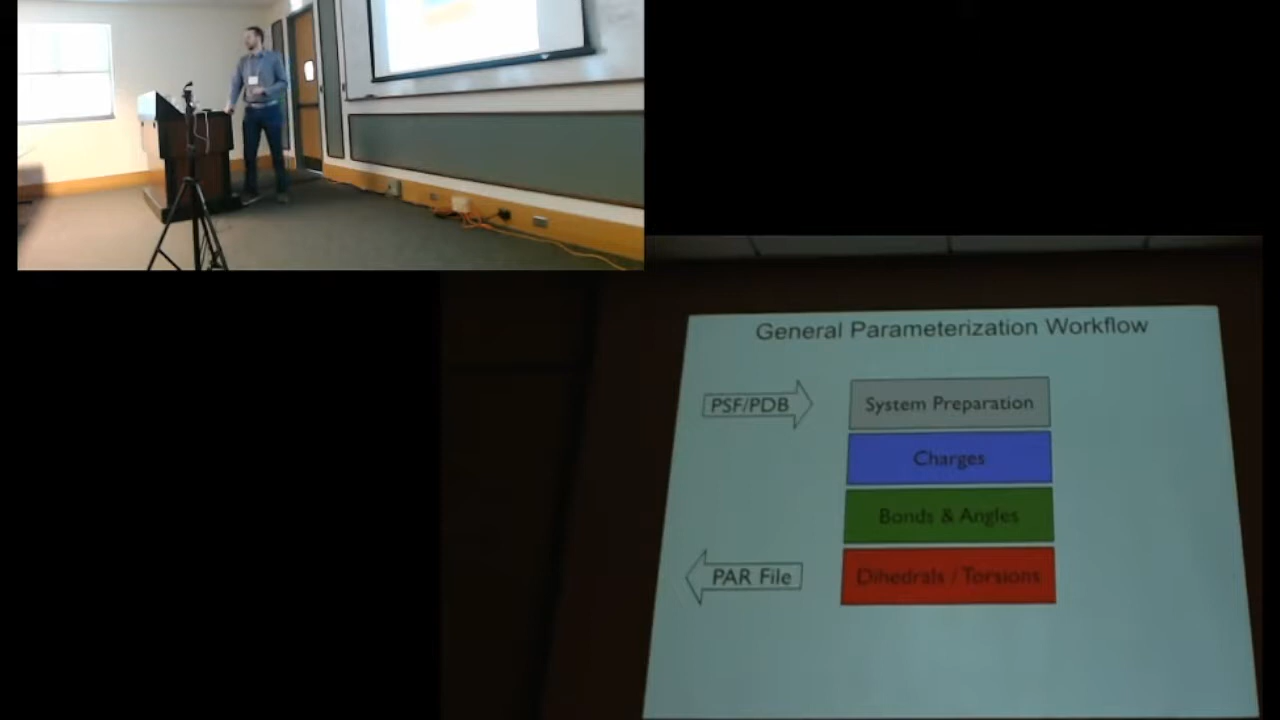 General Parameterization Workflow
PSF/PDB
System Preparation
Charges
Bonds & Angles
PAR File
Dihedrals / Torsions